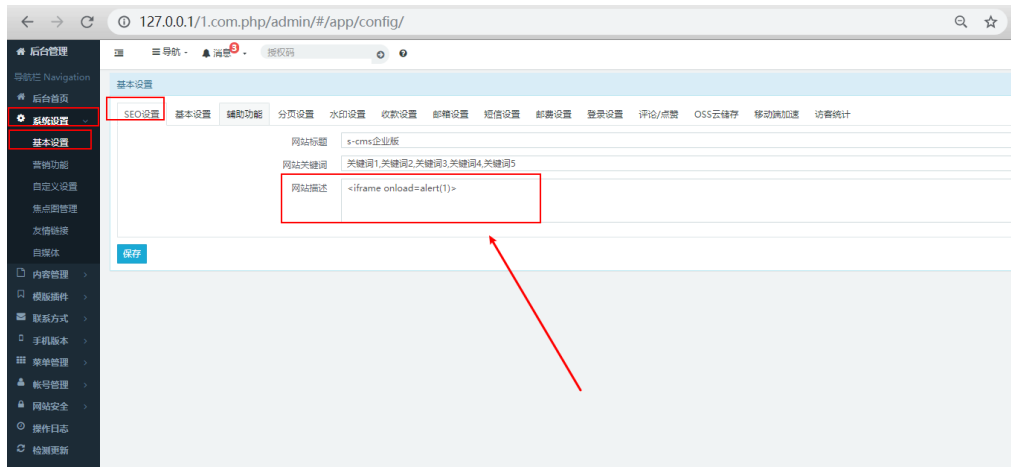 127.0.0.1/1.com.php/admin/#/app/config/
后台管理
导航
消息
3
授权码
导航栏 Navigation
基本设置
后台首页
系统设置
SEO设置 基本设置 辅助功能 分页设置 水印设置 收款设置 邮箱设置 短信设置 邮费设置 登录设置 评论/点赞 OSS云储存 移动端加速 访客统计
基本设置
网站标题 s-cms企业版
营销功能
网站关键词 关键词1,关键词2,关键词3,关键词4,关键词5
自定义设置
网站描述 <iframe onload=alert(1)>
焦点图管理
友情链接
自媒体
保存
内容管理
模版插件
联系方式
手机版本
菜单管理
帐号管理
网站安全
操作日志
检测更新